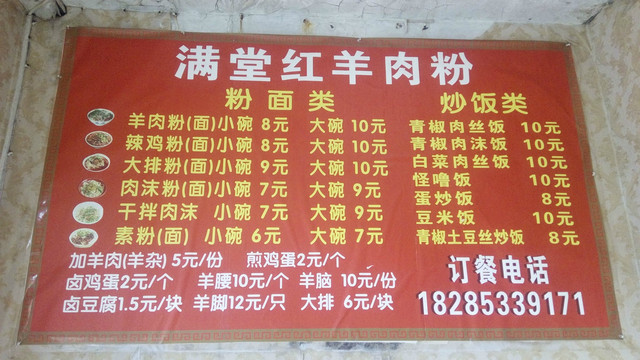 满堂红羊肉粉
粉面类
羊肉粉(面)小碗 8元 大碗 10元
辣鸡粉(面)小碗 8元 大碗 10元
大排粉(面)小碗 9元 大碗 10元
肉沫粉(面)小碗 7元 大碗 9元
干拌肉沫 小碗 7元 大碗 9元
素粉(面) 小碗 6元 大碗 7元
炒饭类
青椒肉丝饭 10元
青椒肉沫饭 10元
白菜肉丝饭 10元
怪噜饭 10元
蛋炒饭 8元
豆米饭 10元
青椒土豆丝炒饭 8元
加羊肉(羊杂) 5元/份 煎鸡蛋2元/个
卤鸡蛋2元/个 羊腰10元/个 羊脑 10元/份
卤豆腐1.5元/块 羊脚12元/只 大排 6元/块
订餐电话
18285339171